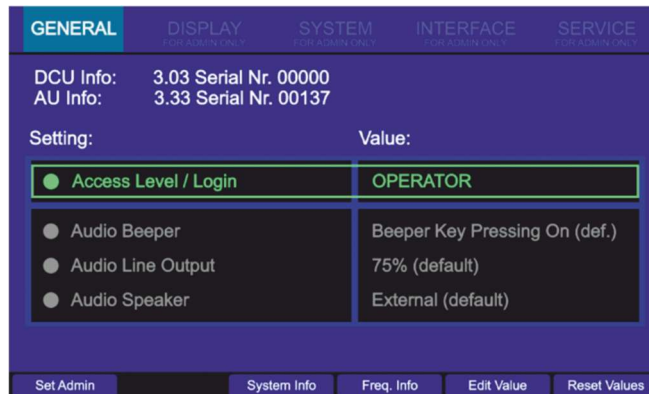 GENERAL DISPLAY SYSTEM INTERFACE SERVICE
FOR ADMIN ONLY FOR ADMIN ONLY FOR ADMIN ONLY FOR ADMIN ONLY
DCU Info: 3.03 Serial Nr. 00000
AU Info: 3.33 Serial Nr. 00137
Setting: Value:
Access Level / Login OPERATOR
Audio Beeper Beeper Key Pressing On (def.)
Audio Line Output 75% (default)
Audio Speaker External (default)
Set Admin System Info Freq. Info Edit Value Reset Values